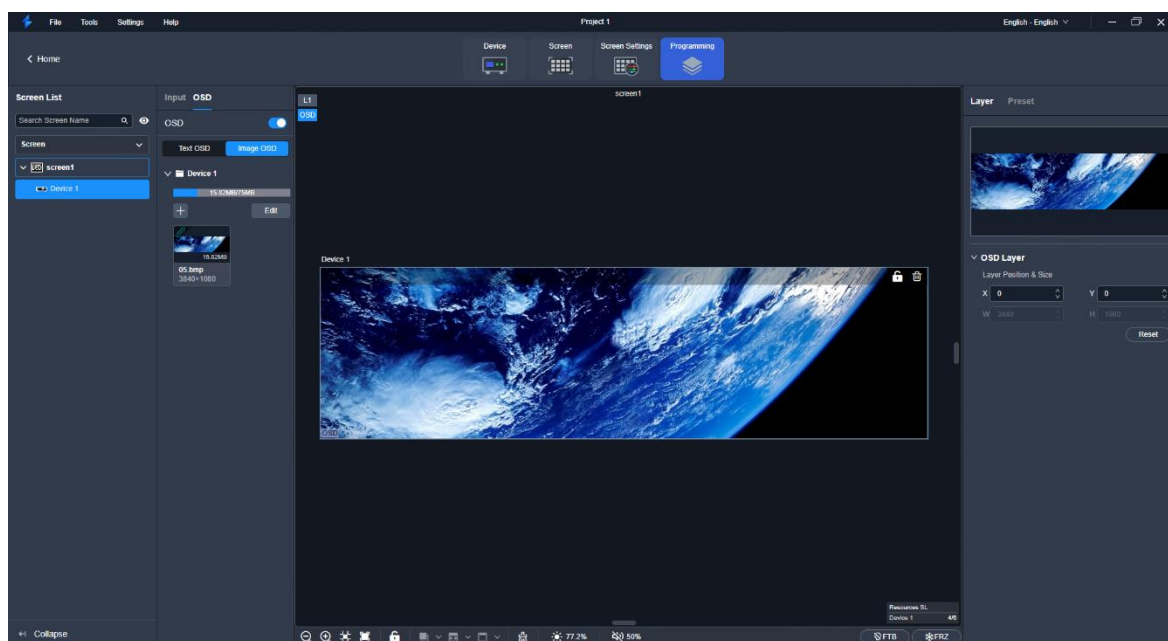 File Tools Settings Help Project 1 English - English
Home
Device Screen Screen Settings Programming
Screen List
Search Screen Name
Screen
screen1
Device 1
Collapse
Input OSD
OSD
Text OSD Image OSD
Device 1
15.82MB/75MB
Edit
15.82MB
05.bmp
3840×1080
screen1
L1
OSD
Device 1
OSD
Resources SL
Device 1 4/6
77.2% 50% FTB FRZ
Layer Preset
OSD Layer
Layer Position & Size
X 0 Y 0
W 3840 H 1080
Reset